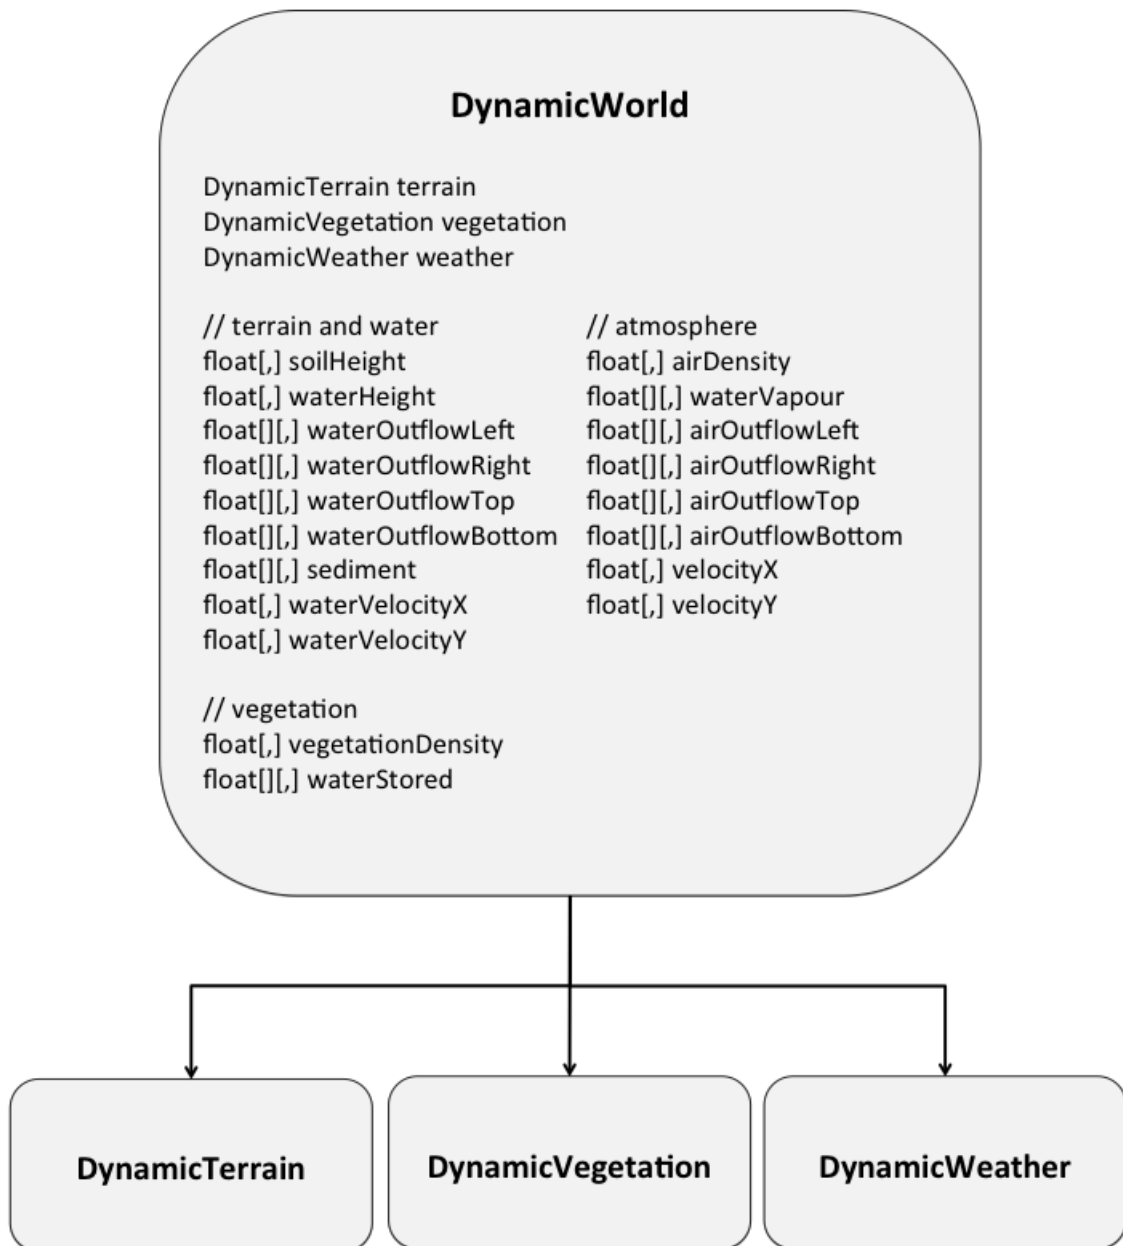 DynamicWorld
DynamicTerrain terrain
DynamicVegetation vegetation
DynamicWeather weather
// terrain and water
float[,] soilHeight
float[,] waterHeight
float[][,] waterOutflowLeft
float[][,] waterOutflowRight
float[][,] waterOutflowTop
float[][,] waterOutflowBottom
float[][,] sediment
float[,] waterVelocityX
float[,] waterVelocityY
// atmosphere
float[,] airDensity
float[][,] waterVapour
float[][,] airOutflowLeft
float[][,] airOutflowRight
float[][,] airOutflowTop
float[][,] airOutflowBottom
float[,] velocityX
float[,] velocityY
// vegetation
float[,] vegetationDensity
float[][,] waterStored
DynamicTerrain
DynamicVegetation
DynamicWeather